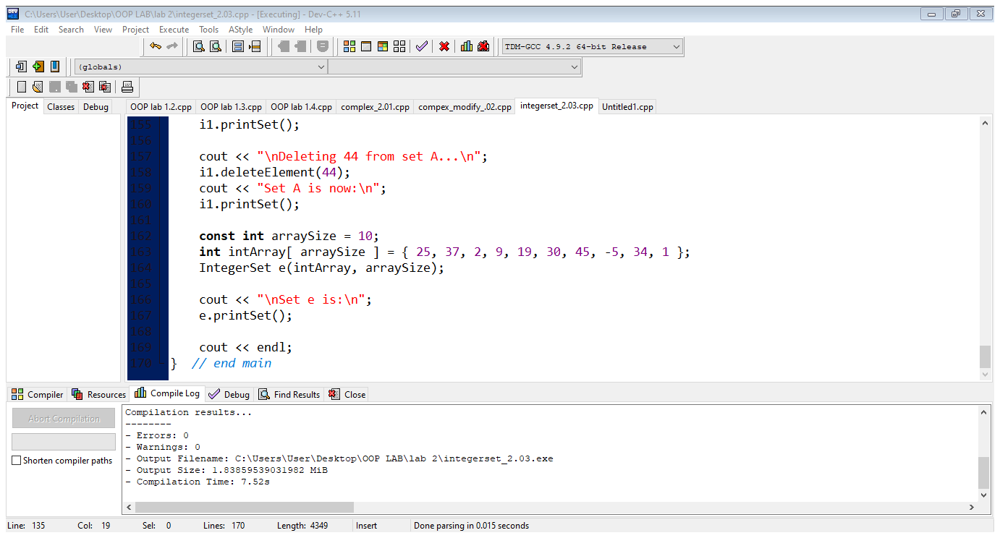 C:\Users\User\Desktop\OOP LAB\lab 2\integerset_2.03.cpp - [Executing] - Dev-C++ 5.11
File Edit Search View Project Execute Tools AStyle Window Help
TDM-GCC 4.9.2 64-bit Release
(globals)
Project Classes Debug
OOP lab 1.2.cpp OOP lab 1.3.cpp OOP lab 1.4.cpp complex_2.01.cpp compex_modify_.02.cpp integerset_2.03.cpp Untitled1.cpp
155 i1.printSet();
156
157 cout << "\nDeleting 44 from set A...\n";
158 i1.deleteElement(44);
159 cout << "Set A is now:\n";
160 i1.printSet();
161
162 const int arraySize = 10;
163 int intArray[ arraySize ] = { 25, 37, 2, 9, 19, 30, 45, -5, 34, 1 };
164 IntegerSet e(intArray, arraySize);
165
166 cout << "\nSet e is:\n";
167 e.printSet();
168
169 cout << endl;
170 } // end main
Compiler Resources Compile Log Debug Find Results Close
Abort Compilation
Shorten compiler paths
Compilation results...
--------
- Errors: 0
- Warnings: 0
- Output Filename: C:\Users\User\Desktop\OOP LAB\lab 2\integerset_2.03.exe
- Output Size: 1.83859539031982 MiB
- Compilation Time: 7.52s
Line: 135 Col: 19 Sel: 0 Lines: 170 Length: 4349 Insert Done parsing in 0.015 seconds